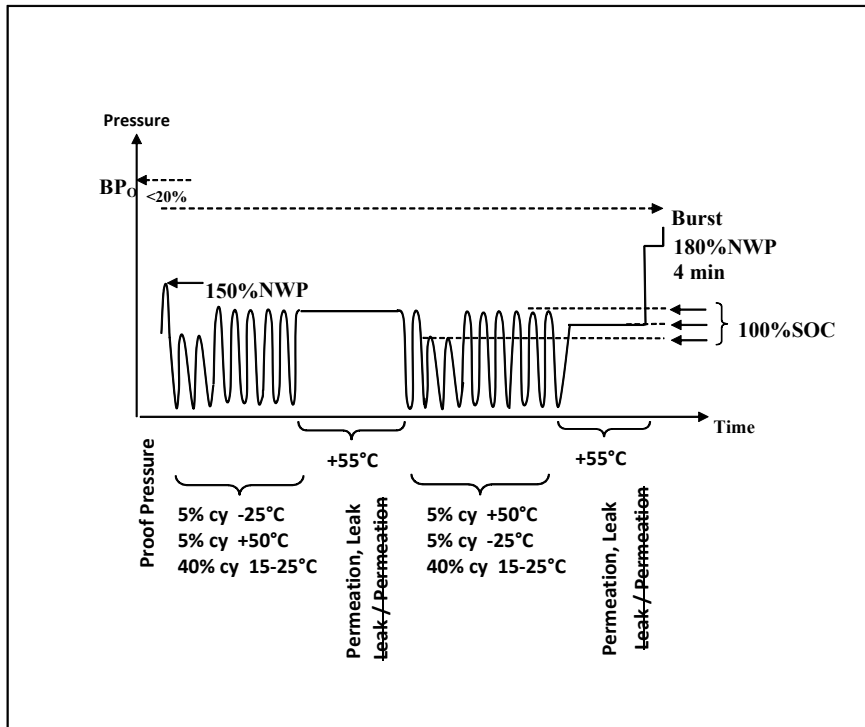 Pressure
BPO
<20%
Burst
180%NWP
4 min
150%NWP
100%SOC
Time
+55°C
+55°C
Proof Pressure
5% cy -25°C
5% cy +50°C
40% cy 15-25°C
Permeation, Leak
Leak / Permeation
5% cy +50°C
5% cy -25°C
40% cy 15-25°C
Permeation, Leak
Leak / Permeation